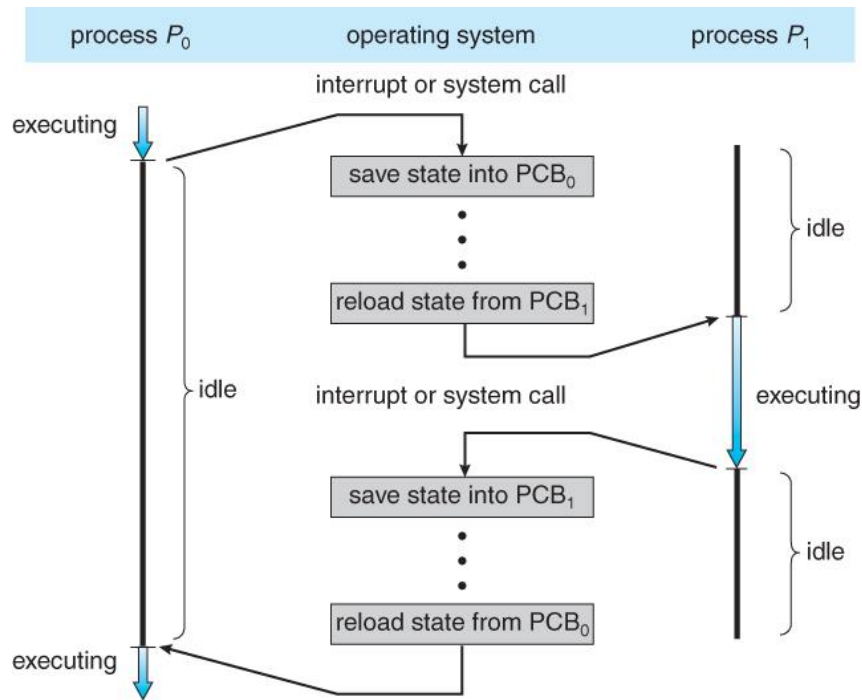 process P₀ operating system process P₁
interrupt or system call
executing
save state into PCB₀
idle
reload state from PCB₁
idle
interrupt or system call
executing
save state into PCB₁
idle
reload state from PCB₀
executing